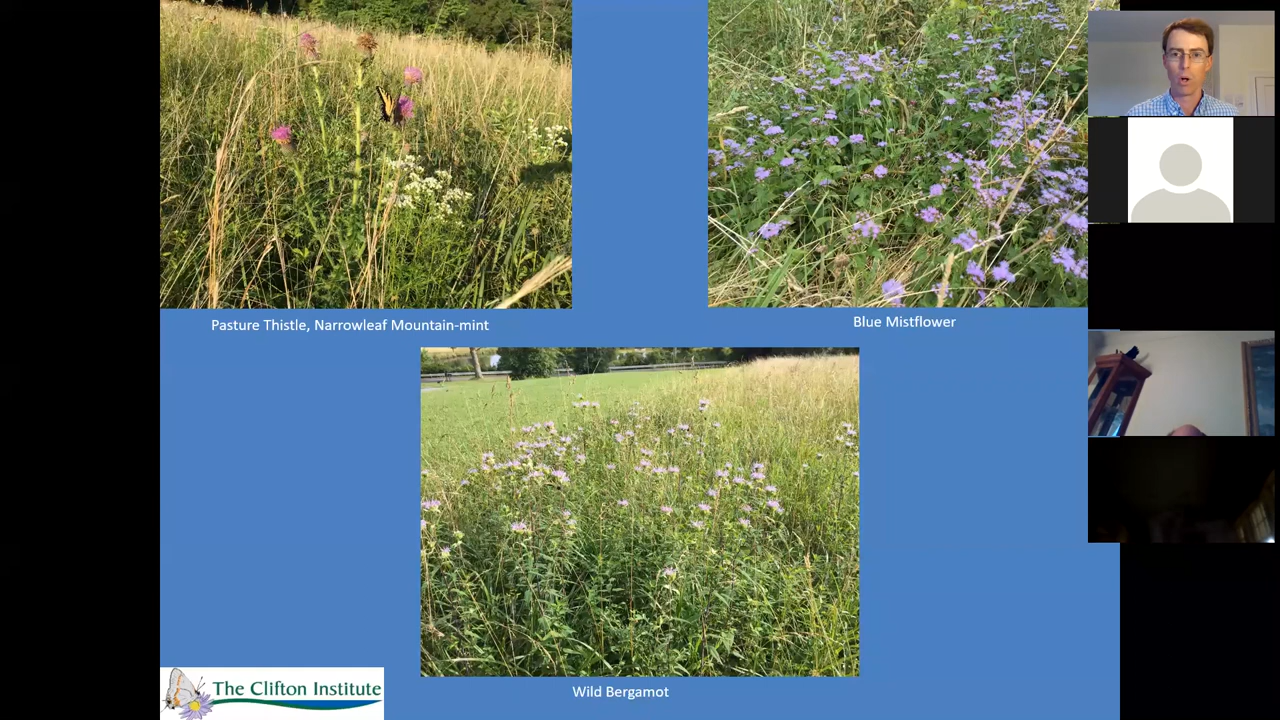 Pasture Thistle, Narrowleaf Mountain-mint
Blue Mistflower
Wild Bergamot
The Clifton Institute